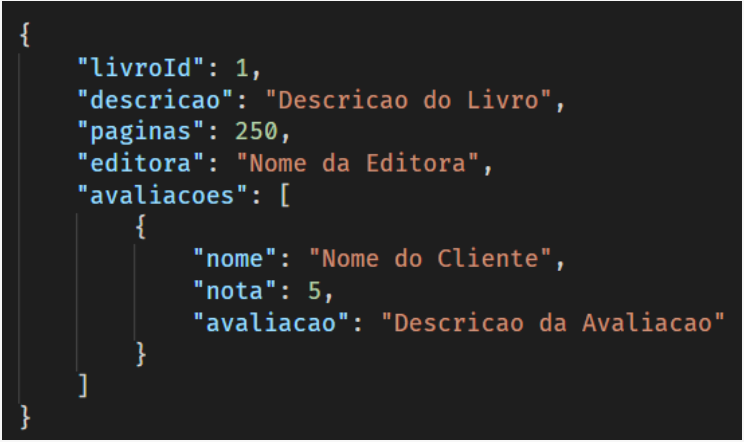 {
    "livroId": 1,
    "descricao": "Descricao do Livro",
    "paginas": 250,
    "editora": "Nome da Editora",
    "avaliacoes": [
        {
            "nome": "Nome do Cliente",
            "nota": 5,
            "avaliacao": "Descricao da Avaliacao"
        }
    ]
}